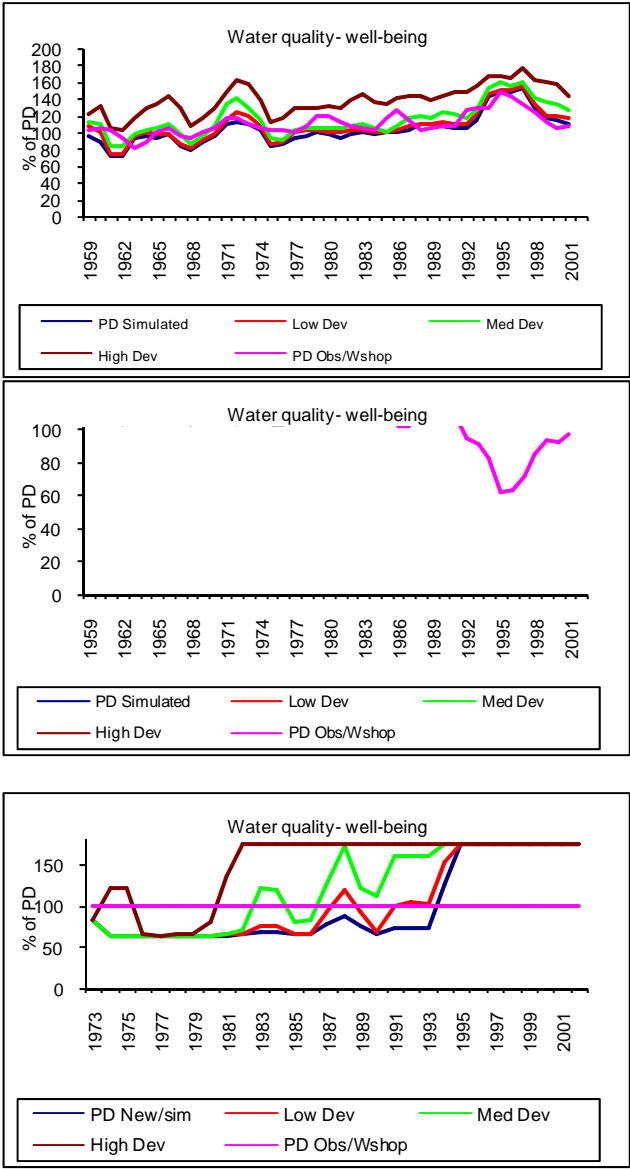 Water quality- well-being
% of PD
200
180
160
140
120
100
80
60
40
20
0
1959 1962 1965 1968 1971 1974 1977 1980 1983 1986 1989 1992 1995 1998 2001
PD Simulated Low Dev Med Dev
High Dev PD Obs/Wshop
Water quality- well-being
% of PD
100
80
60
40
20
0
1959 1962 1965 1968 1971 1974 1977 1980 1983 1986 1989 1992 1995 1998 2001
PD Simulated Low Dev Med Dev
High Dev PD Obs/Wshop
Water quality- well-being
% of PD
150
100
50
0
1973 1975 1977 1979 1981 1983 1985 1987 1989 1991 1993 1995 1997 1999 2001
PD New/sim Low Dev Med Dev
High Dev PD Obs/Wshop